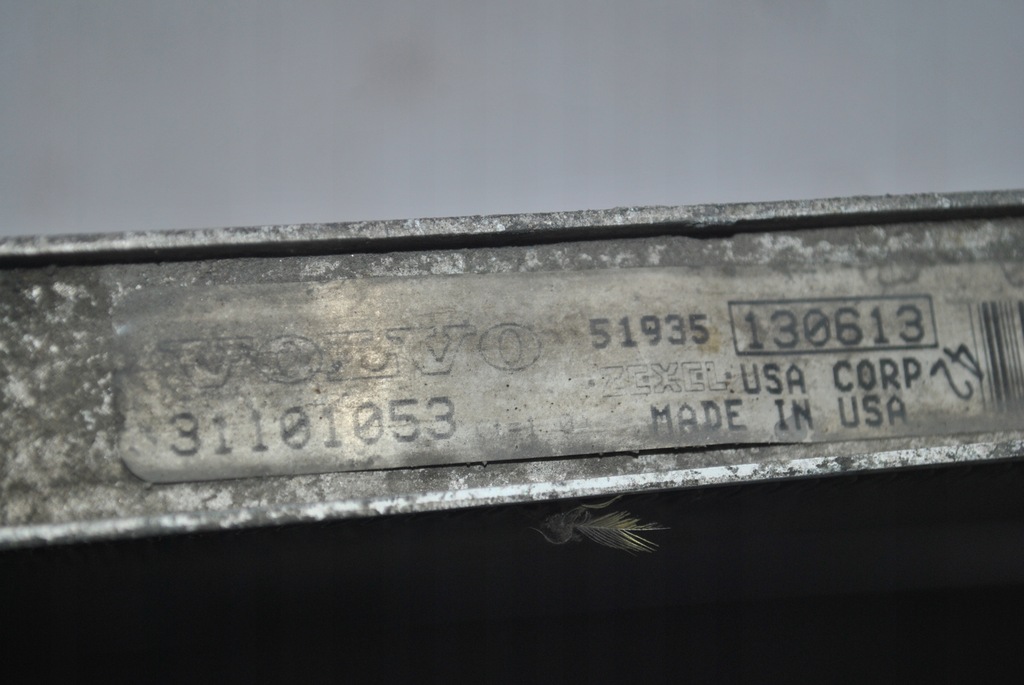 VOLVO
31101053
51935 130613
ZEXEL USA CORP
MADE IN USA